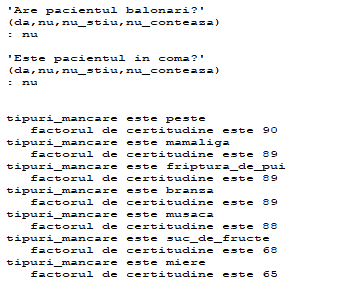 'Are pacientul balonari?'
(da,nu,nu_stiu,nu_conteaza)
: nu
'Este pacientul in coma?'
(da,nu,nu_stiu,nu_conteaza)
: nu
tipuri_mancare este peste
factorul de certitudine este 90
tipuri_mancare este mamaliga
factorul de certitudine este 89
tipuri_mancare este friptura_de_pui
factorul de certitudine este 89
tipuri_mancare este branza
factorul de certitudine este 89
tipuri_mancare este musaca
factorul de certitudine este 88
tipuri_mancare este suc_de_fructe
factorul de certitudine este 68
tipuri_mancare este miere
factorul de certitudine este 65